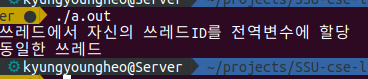 kyungyoungheo@Server ~/projects/SSU-cse-l
er ./a.out
쓰레드에서 자신의 쓰레드ID를 전역변수에 할당
동일한 쓰레드
kyungyoungheo@Server ~/projects/SSU-cse-l